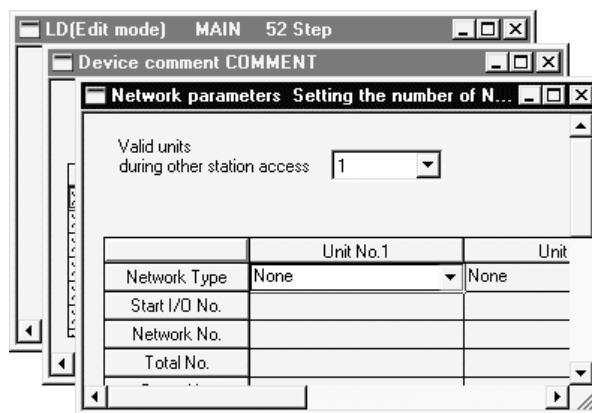 LD(Edit mode) MAIN 52 Step
Device comment COMMENT
Network parameters Setting the number of N...
Valid units
during other station access 1
Unit No.1 Unit
Network Type None None
Start I/O No.
Network No.
Total No.